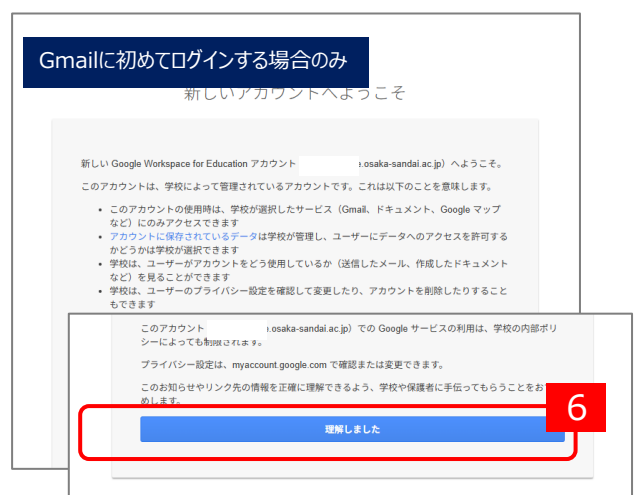 Gmailに初めてログインする場合のみ
新しいアカウントへようこそ
新しい Google Workspace for Education アカウント .osaka-sandai.ac.jp）へようこそ。
このアカウントは、学校によって管理されているアカウントです。これは以下のことを意味します。
• このアカウントの使用時は、学校が選択したサービス（Gmail、ドキュメント、Google マップ
など）にのみアクセスできます
• アカウントに保存されているデータは学校が管理し、ユーザーにデータへのアクセスを許可する
かどうかは学校が選択できます
• 学校は、ユーザーがアカウントをどう使用しているか（送信したメール、作成したドキュメント
など）を見ることができます
• 学校は、ユーザーのプライバシー設定を確認して変更したり、アカウントを削除したりすること
もできます
このアカウント .osaka-sandai.ac.jp）での Google サービスの利用は、学校の内部ポリ
シーによっても制限されます。
プライバシー設定は、myaccount.google.com で確認または変更できます。
このお知らせやリンク先の情報を正確に理解できるよう、学校や保護者に手伝ってもらうことをお
めします。
6
理解しました